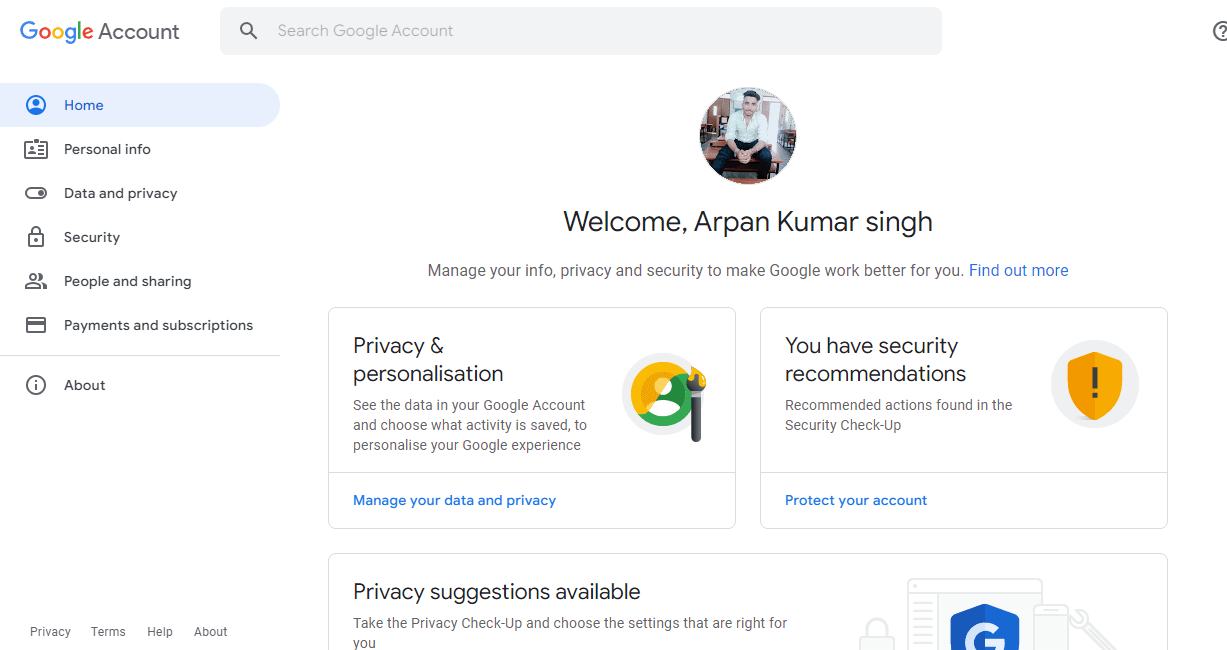 Google Account
Search Google Account
Home
Personal info
Data and privacy
Security
People and sharing
Payments and subscriptions
About
Welcome, Arpan Kumar singh
Manage your info, privacy and security to make Google work better for you. Find out more
Privacy &
personalisation
See the data in your Google Account
and choose what activity is saved, to
personalise your Google experience
Manage your data and privacy
You have security
recommendations
Recommended actions found in the
Security Check-Up
Protect your account
Privacy suggestions available
Take the Privacy Check-Up and choose the settings that are right for
you
G
Privacy Terms Help About